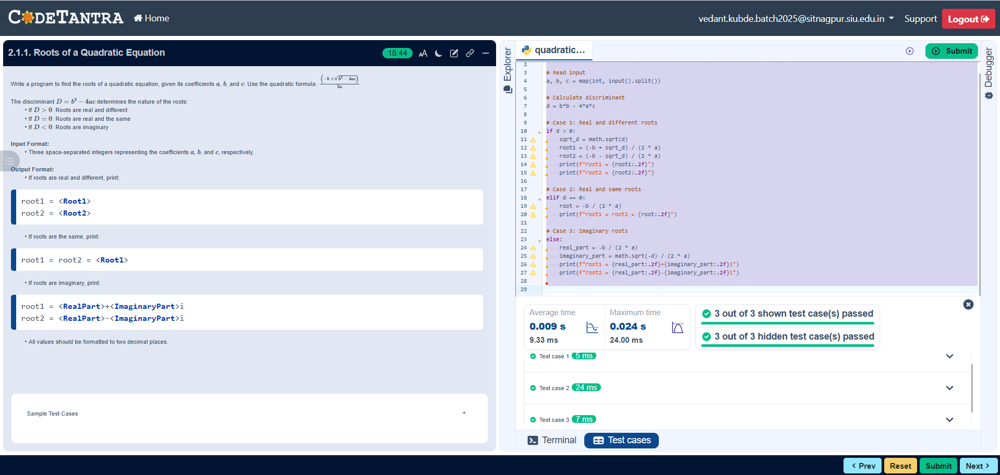 CODETANTRA
Home
vedant.kubde.batch2025@sitnagpur.siu.edu.in
Support
Logout
2.1.1. Roots of a Quadratic Equation
18:44
AA
Write a program to find the roots of a quadratic equation, given its coefficients a, b, and c. Use the quadratic formula: (−b ±√b² − 4ac) / 2a
The discriminant D = b² − 4ac determines the nature of the roots:
• If D > 0: Roots are real and different
• If D = 0: Roots are real and the same
• If D < 0: Roots are imaginary
Input Format:
• Three space-separated integers representing the coefficients a, b, and c, respectively.
Output Format:
• If roots are real and different, print:
root1 = <Root1>
root2 = <Root2>
• If roots are the same, print:
root1 = root2 = <Root1>
• If roots are imaginary, print:
root1 = <RealPart>+<ImaginaryPart>i
root2 = <RealPart>-<ImaginaryPart>i
• All values should be formatted to two decimal places.
Sample Test Cases
+
Explorer
quadratic...
Submit
Debugger
2
3 # Read input
4 a, b, c = map(int, input().split())
5
6 # Calculate discriminant
7 d = b*b - 4*a*c
8
9 # Case 1: Real and different roots
10 if d > 0:
11 sqrt_d = math.sqrt(d)
12 root1 = (-b + sqrt_d) / (2 * a)
13 root2 = (-b - sqrt_d) / (2 * a)
14 print(f"root1 = {root1:.2f}")
15 print(f"root2 = {root2:.2f}")
16
17 # Case 2: Real and same roots
18 elif d == 0:
19 root = -b / (2 * a)
20 print(f"root1 = root2 = {root:.2f}")
21
22 # Case 3: Imaginary roots
23 else:
24 real_part = -b / (2 * a)
25 imaginary_part = math.sqrt(-d) / (2 * a)
26 print(f"root1 = {real_part:.2f}+{imaginary_part:.2f}i")
27 print(f"root2 = {real_part:.2f}-{imaginary_part:.2f}i")
28
29
Average time
0.009 s
9.33 ms
Maximum time
0.024 s
24.00 ms
3 out of 3 shown test case(s) passed
3 out of 3 hidden test case(s) passed
Test case 1 5 ms
Test case 2 24 ms
Test case 3 7 ms
Terminal
Test cases
Prev
Reset
Submit
Next